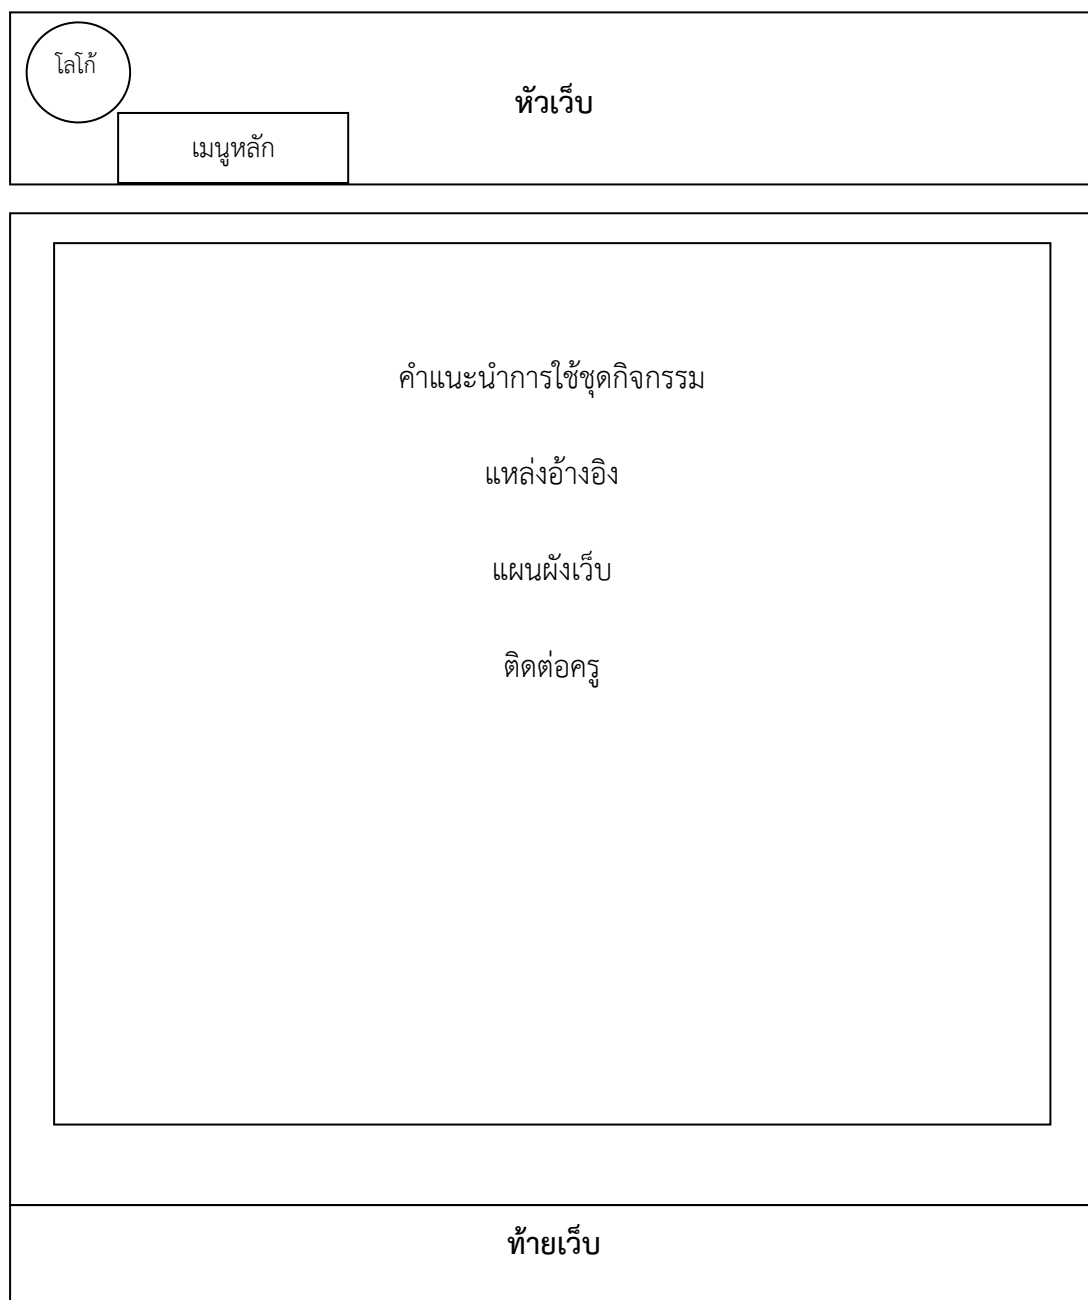 โลโก้
หัวเว็บ
เมนูหลัก
คำแนะนำการใช้ชุดกิจกรรม
แหล่งอ้างอิง
แผนผังเว็บ
ติดต่อครู
ท้ายเว็บ